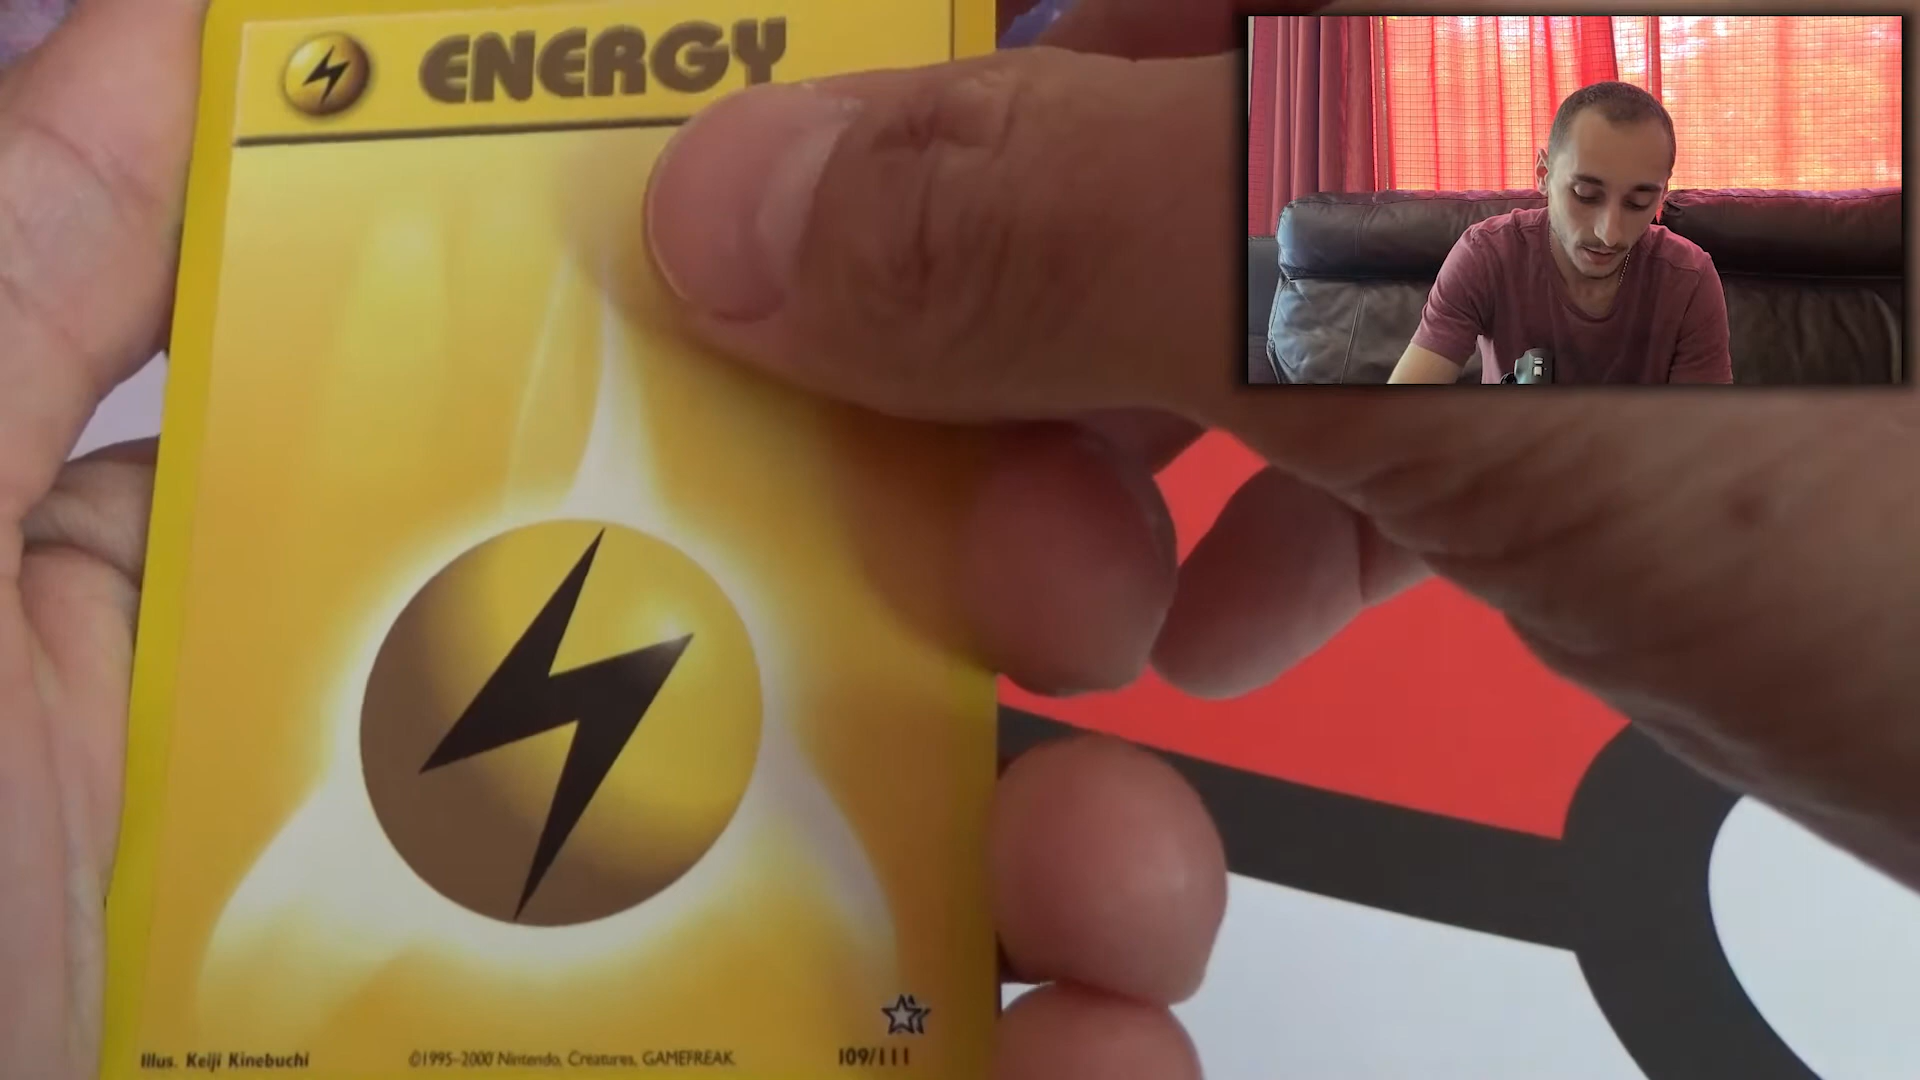 ENERGY
Illus. Keiji Kinebuchi ©1995-2000 Nintendo, Creatures, GAMEFREAK. 109/111